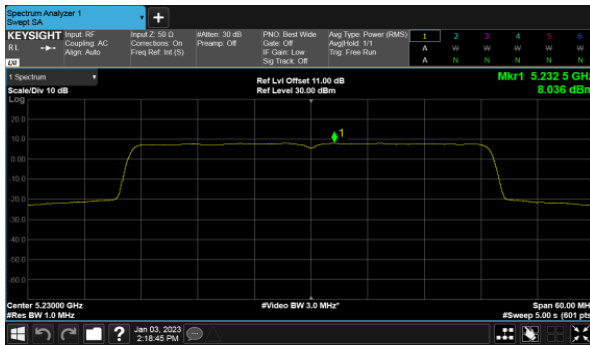 Spectrum Analyzer 1
Swept SA
+
KEYSIGHT Input: RF Input Z: 50 Ω #Atten: 30 dB PNO: Best Wide Avg Type: Power (RMS) 1 2 3 4 5 6
RL Coupling: AC Corrections: On Preamp: Off Gate: Off Avg|Hold: 1/1 A W W W W W
Align: Auto Freq Ref: Int (S) IF Gain: Low Trig: Free Run
LXI Sig Track: Off A N N N N N
1 Spectrum Ref Lvl Offset 11.00 dB Mkr1 5.232 5 GHz
Scale/Div 10 dB Ref Level 30.00 dBm 8.036 dBm
Log
1
20.0
10.0
0.00
-10.0
-20.0
-30.0
-40.0
-50.0
-60.0
Center 5.23000 GHz #Video BW 3.0 MHz* Span 60.00 MHz
#Res BW 1.0 MHz #Sweep 5.00 s (601 pts)
? Jan 03, 2023
2:18:45 PM